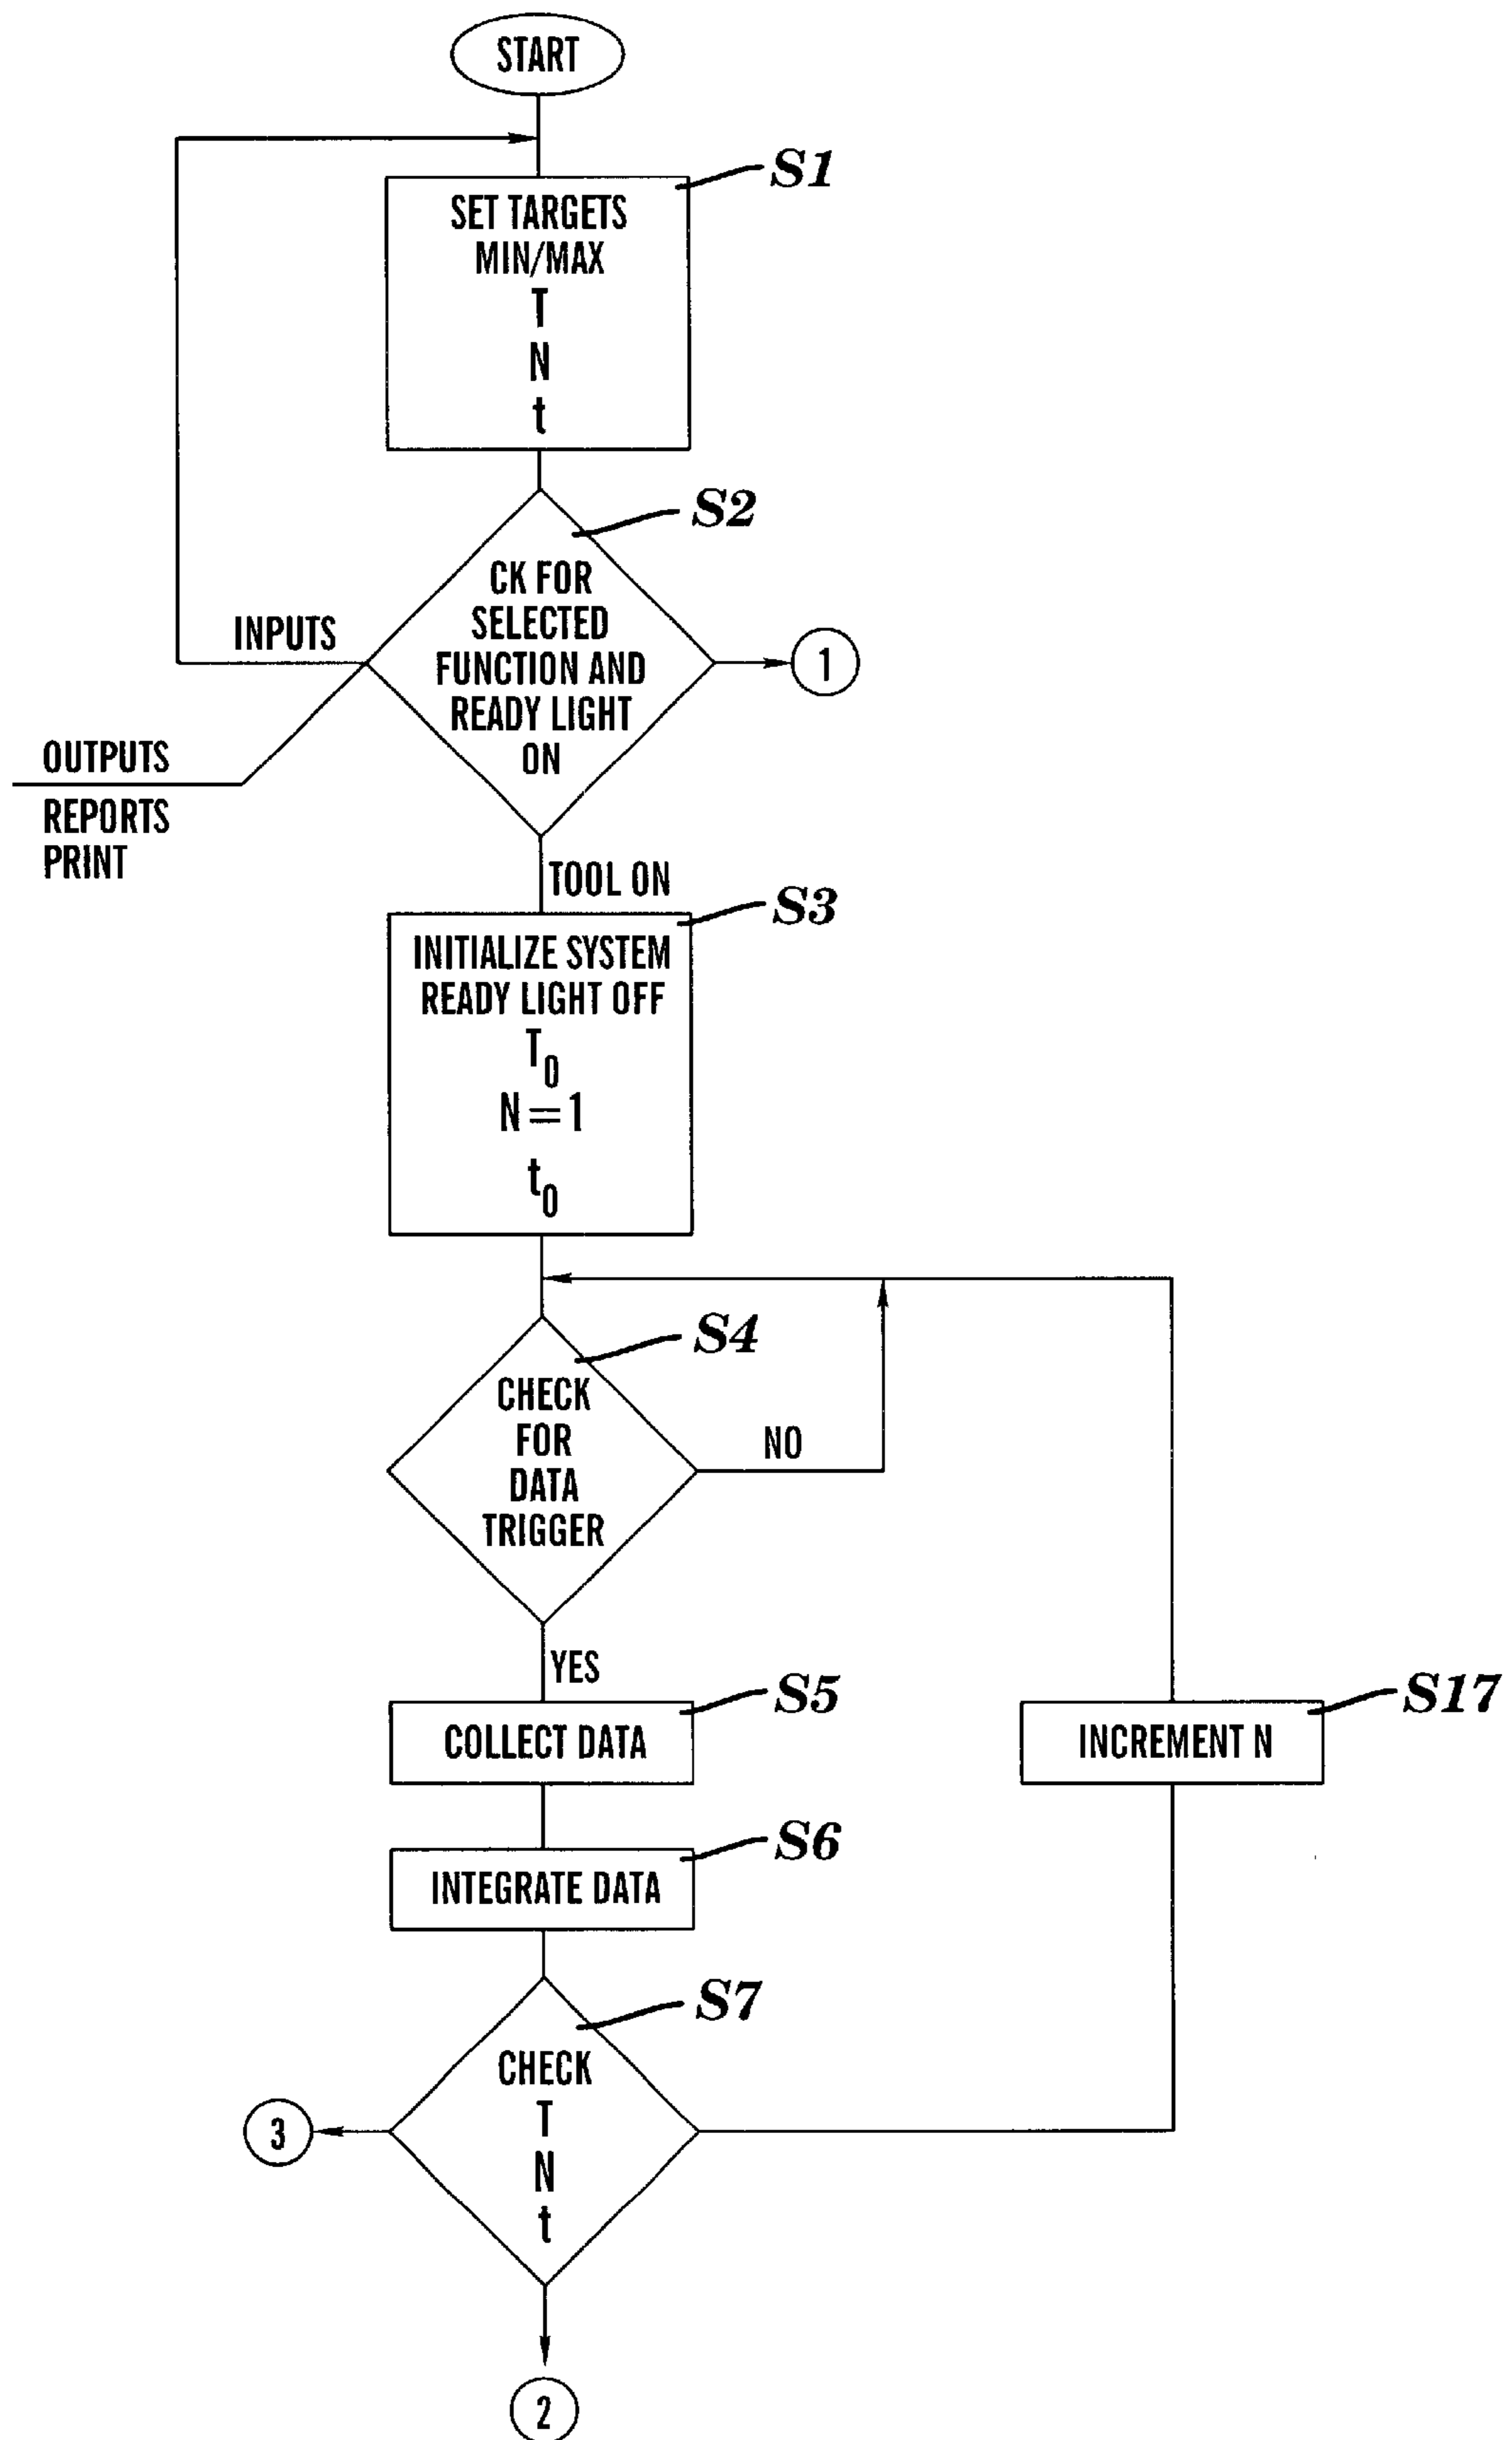 START
S1
SET TARGETS
MIN/MAX
T
N
t
S2
CK FOR
SELECTED
FUNCTION AND
READY LIGHT
ON
INPUTS
1
OUTPUTS
REPORTS
PRINT
TOOL ON
S3
INITIALIZE SYSTEM
READY LIGHT OFF
T0
N=1
t0
S4
CHECK
FOR
DATA
TRIGGER
NO
YES
S5
COLLECT DATA
S17
INCREMENT N
S6
INTEGRATE DATA
S7
CHECK
T
N
t
3
2